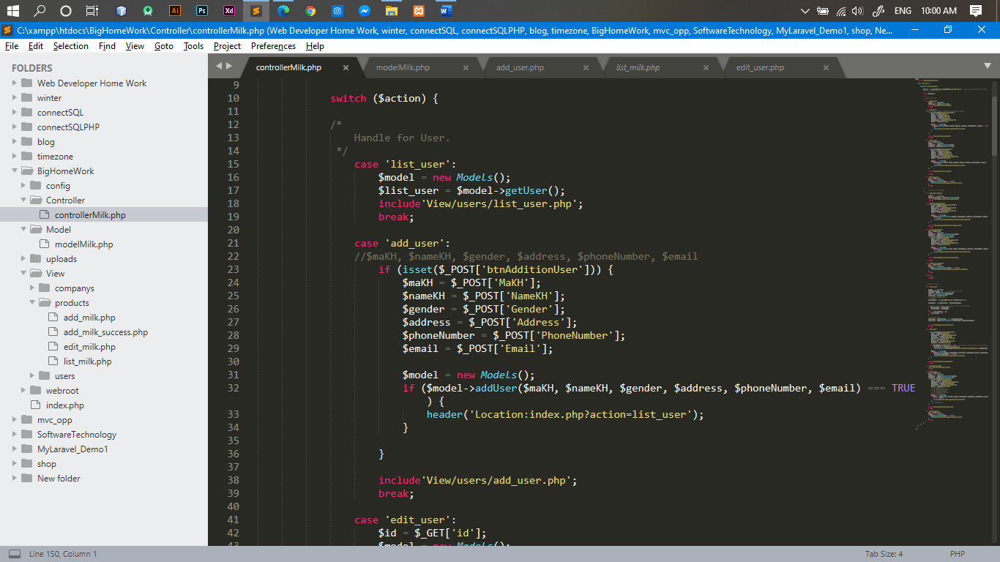 ENG 10:00 AM
C:\xampp\htdocs\BigHomeWork\Controller\controllerMilk.php (Web Developer Home Work, winter, connectSQL, connectSQLPHP, blog, timezone, BigHomeWork, mvc_opp, SoftwareTechnology, MyLaravel_Demo1, shop, Ne...
File Edit Selection Find View Goto Tools Project Preferences Help
FOLDERS
Web Developer Home Work
winter
connectSQL
connectSQLPHP
blog
timezone
BigHomeWork
config
Controller
controllerMilk.php
Model
modelMilk.php
uploads
View
companys
products
add_milk.php
add_milk_success.php
edit_milk.php
list_milk.php
users
webroot
index.php
mvc_opp
SoftwareTechnology
MyLaravel_Demo1
shop
New folder
controllerMilk.php modelMilk.php add_user.php list_milk.php edit_user.php
9
10 switch ($action) {
11
12 /*
13 Handle for User.
14 */
15 case 'list_user':
16 $model = new Models();
17 $list_user = $model->getUser();
18 include'View/users/list_user.php';
19 break;
20
21 case 'add_user':
22 //$maKH, $nameKH, $gender, $address, $phoneNumber, $email
23 if (isset($_POST['btnAdditionUser'])) {
24 $maKH = $_POST['MaKH'];
25 $nameKH = $_POST['NameKH'];
26 $gender = $_POST['Gender'];
27 $address = $_POST['Address'];
28 $phoneNumber = $_POST['PhoneNumber'];
29 $email = $_POST['Email'];
30
31 $model = new Models();
32 if ($model->addUser($maKH, $nameKH, $gender, $address, $phoneNumber, $email) === TRUE
) {
33 header('Location:index.php?action=list_user');
34 }
35
36 }
37
38 include'View/users/add_user.php';
39 break;
40
41 case 'edit_user':
42 $id = $_GET['id'];
43 $model = new Models();
Line 150, Column 1 Tab Size: 4 PHP